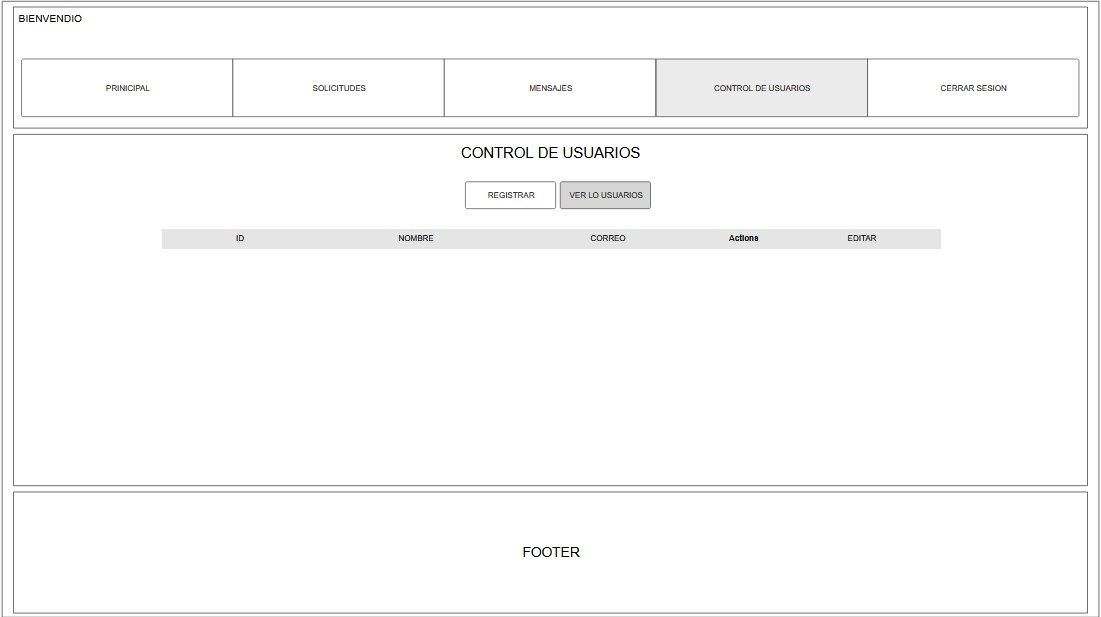 BIENVENDIO
PRINICIPAL SOLICITUDES MENSAJES CONTROL DE USUARIOS CERRAR SESION
CONTROL DE USUARIOS
REGISTRAR VER LO USUARIOS
ID NOMBRE CORREO Actions EDITAR
FOOTER